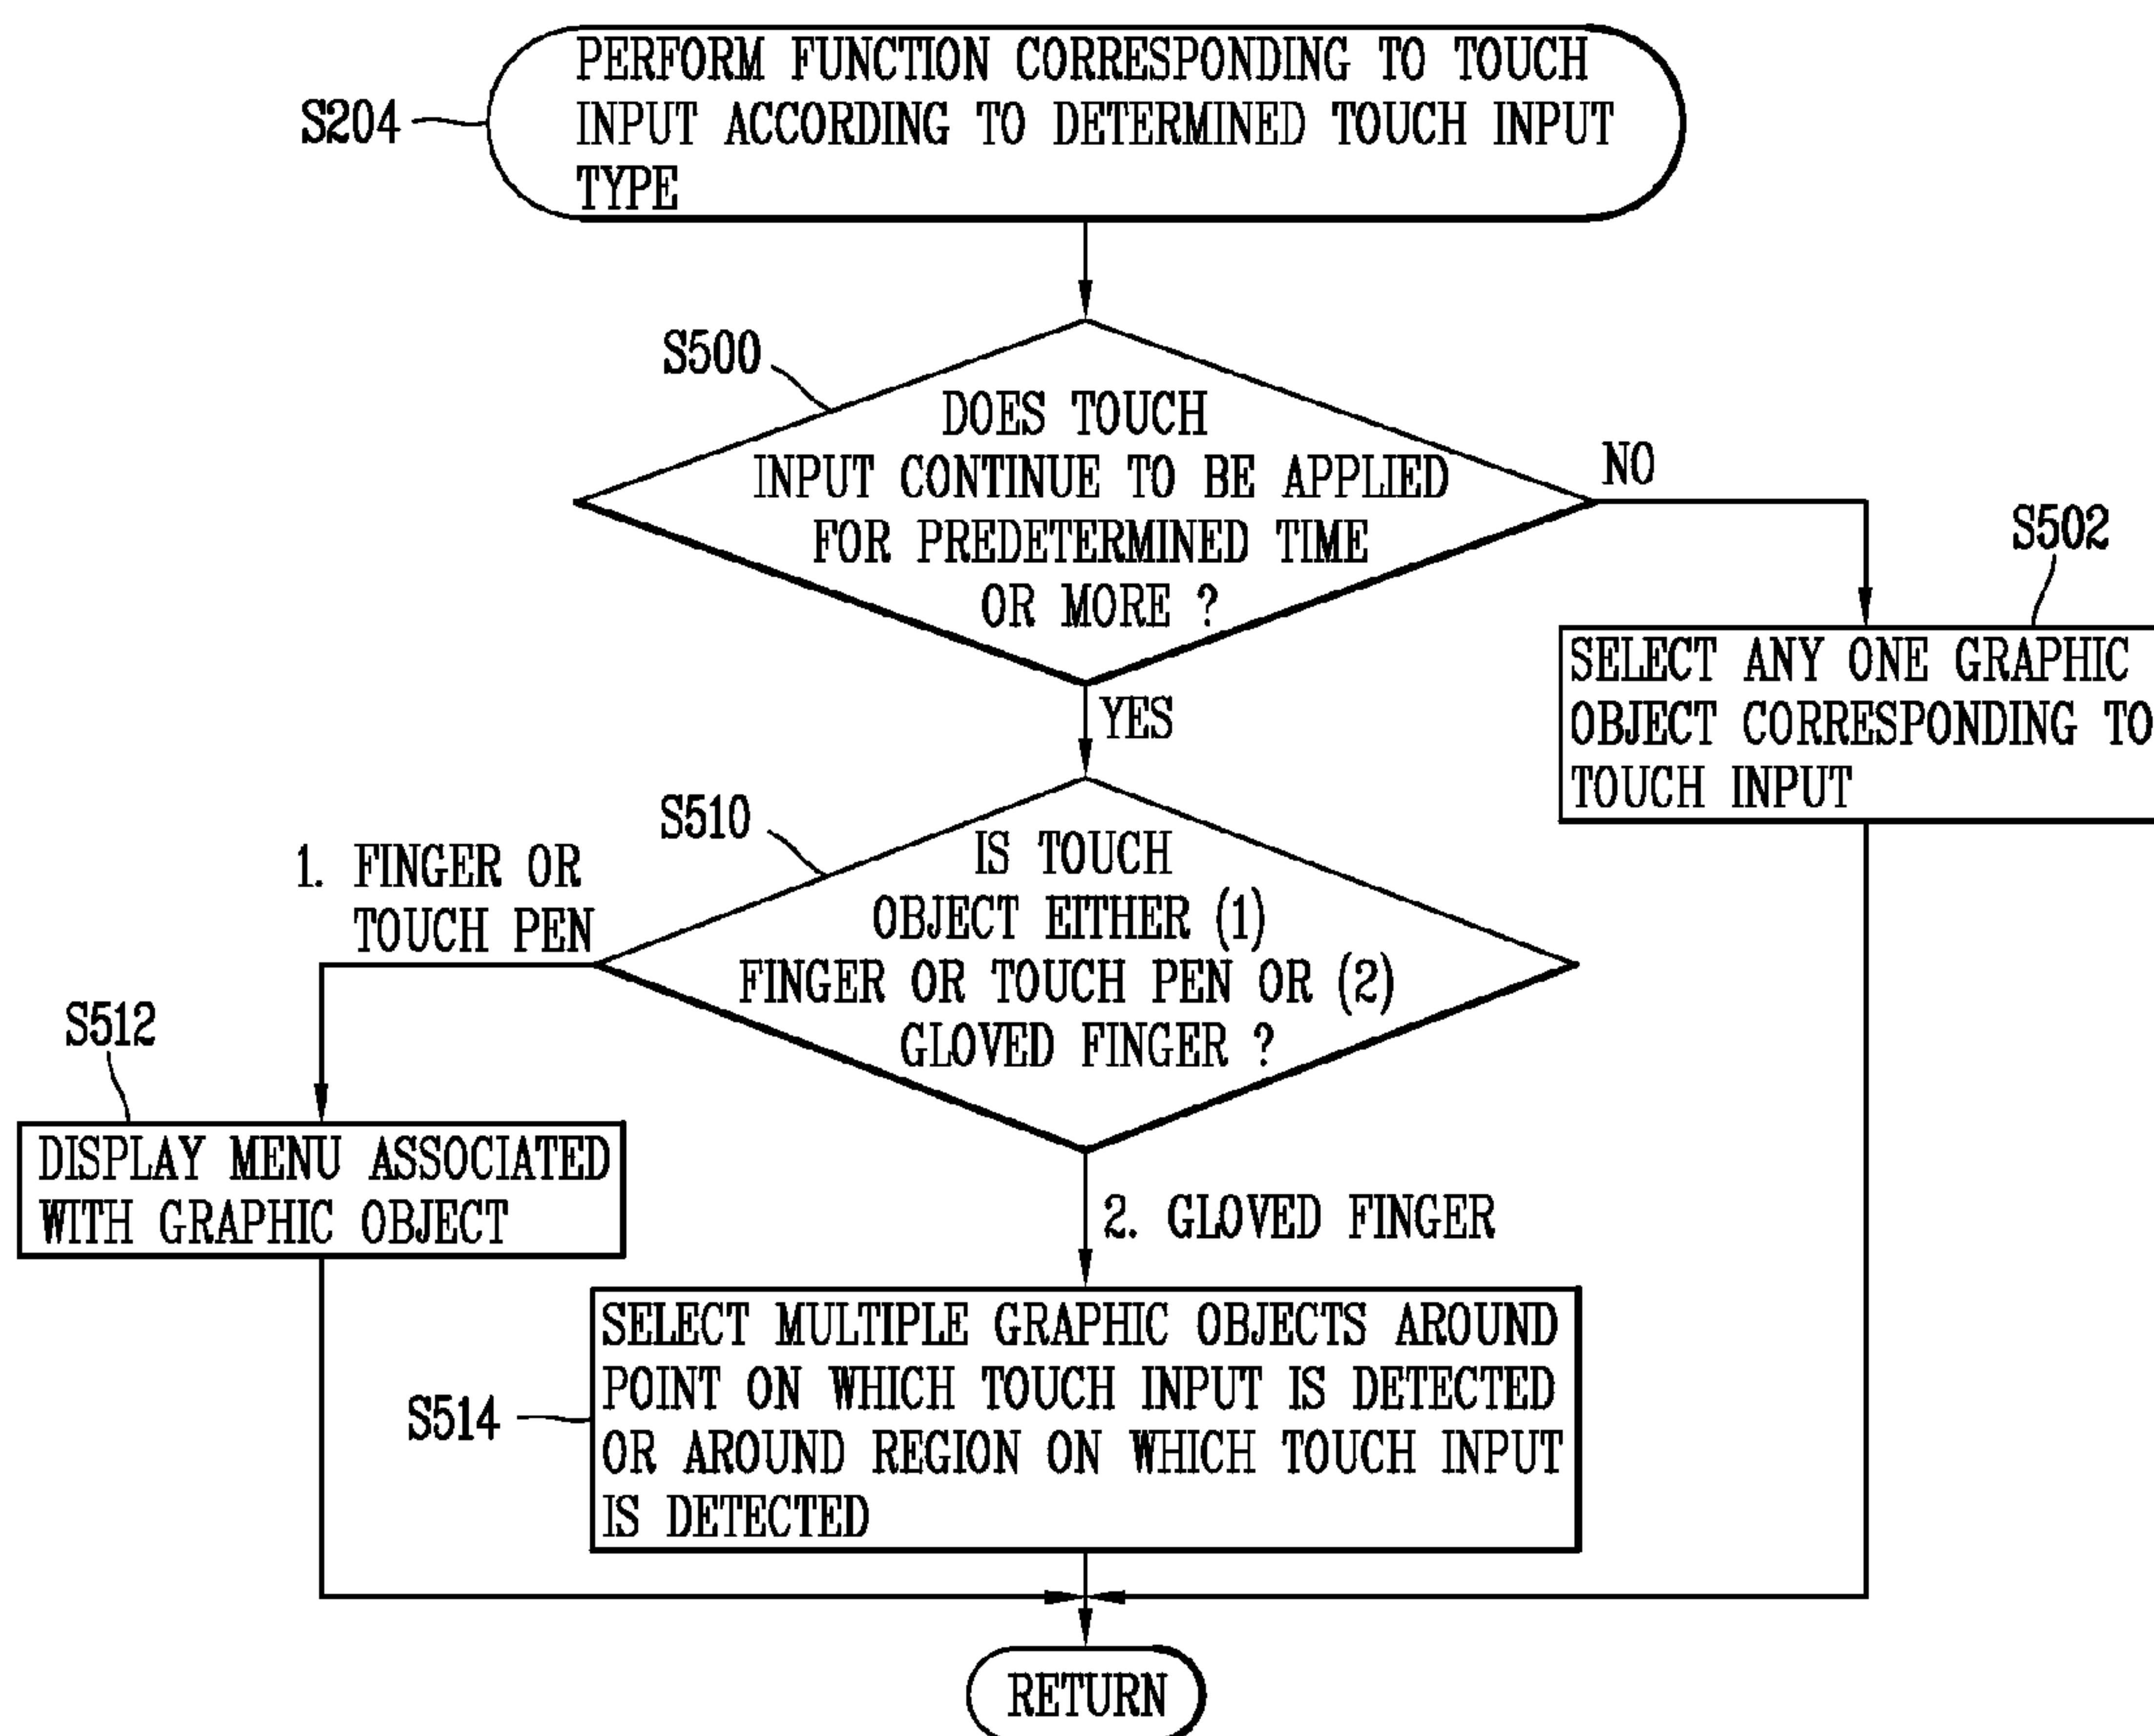 PERFORM FUNCTION CORRESPONDING TO TOUCH
INPUT ACCORDING TO DETERMINED TOUCH INPUT
TYPE
S204
S500
DOES TOUCH
INPUT CONTINUE TO BE APPLIED
FOR PREDETERMINED TIME
OR MORE ?
NO
S502
SELECT ANY ONE GRAPHIC
OBJECT CORRESPONDING TO
TOUCH INPUT
YES
S510
IS TOUCH
OBJECT EITHER (1)
FINGER OR TOUCH PEN OR (2)
GLOVED FINGER ?
1. FINGER OR
TOUCH PEN
S512
DISPLAY MENU ASSOCIATED
WITH GRAPHIC OBJECT
2. GLOVED FINGER
S514
SELECT MULTIPLE GRAPHIC OBJECTS AROUND
POINT ON WHICH TOUCH INPUT IS DETECTED
OR AROUND REGION ON WHICH TOUCH INPUT
IS DETECTED
RETURN